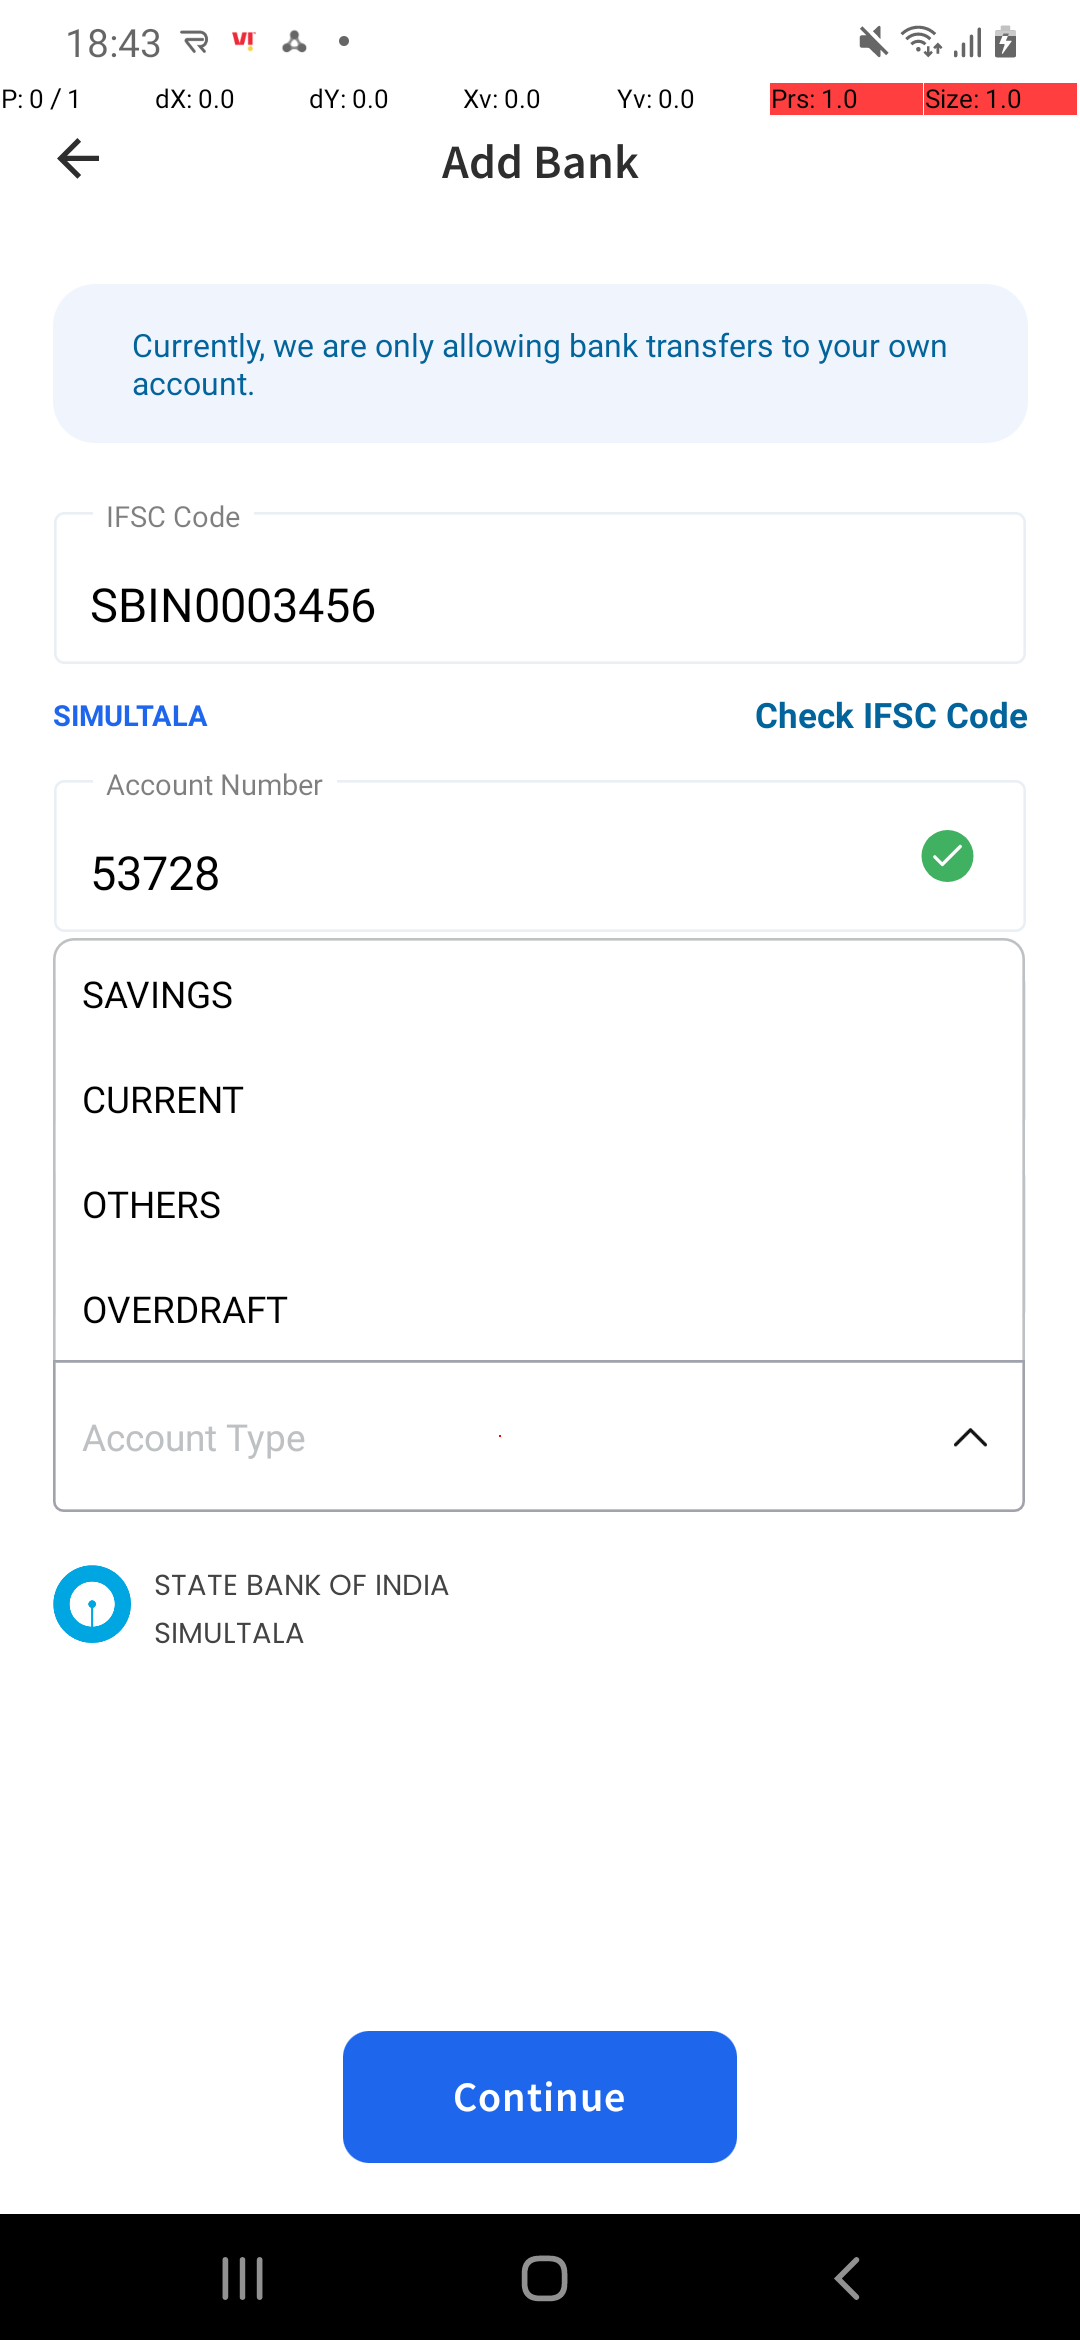 18:43
P: 0 / 1 dX: 0.0 dY: 0.0 Xv: 0.0 Yv: 0.0 Prs: 1.0 Size: 1.0
Add Bank
Currently, we are only allowing bank transfers to your own
account.
IFSC Code
SBIN0003456
SIMULTALA Check IFSC Code
Account Number
53728
SAVINGS
CURRENT
OTHERS
OVERDRAFT
Account Type
STATE BANK OF INDIA
SIMULTALA
Continue